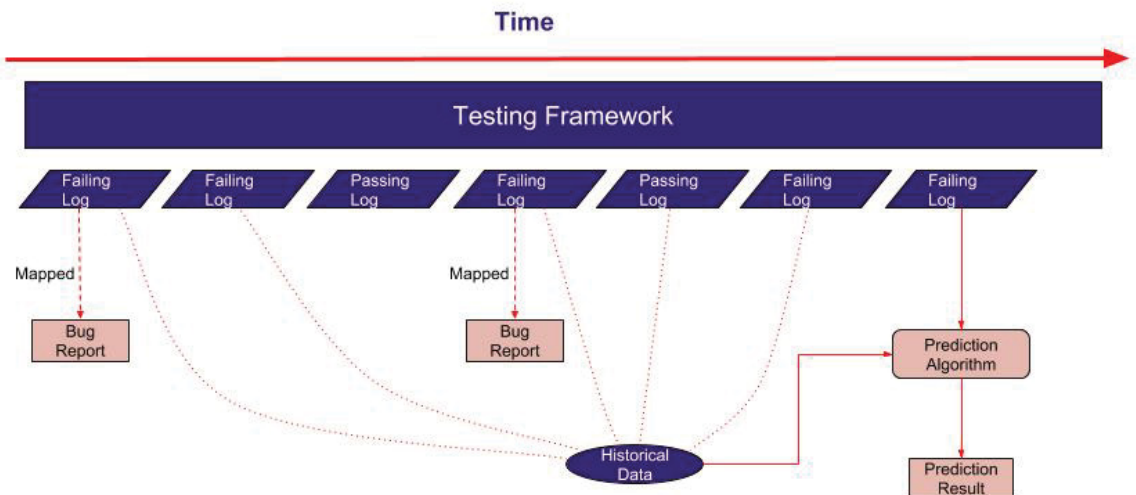 Time
Testing Framework
Failing
Log
Failing
Log
Passing
Log
Failing
Log
Passing
Log
Failing
Log
Failing
Log
Mapped
Mapped
Bug
Report
Bug
Report
Prediction
Algorithm
Historical
Data
Prediction
Result